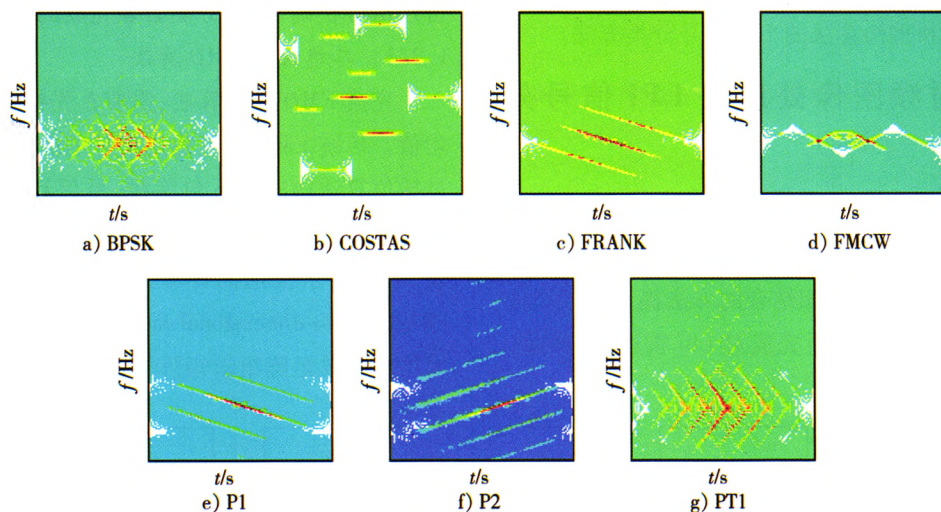 f/Hz
f/Hz
f/Hz
f/Hz
t/s
t/s
t/s
t/s
a) BPSK
b) COSTAS
c) FRANK
d) FMCW
f/Hz
f/Hz
f/Hz
t/s
t/s
t/s
e) P1
f) P2
g) PT1